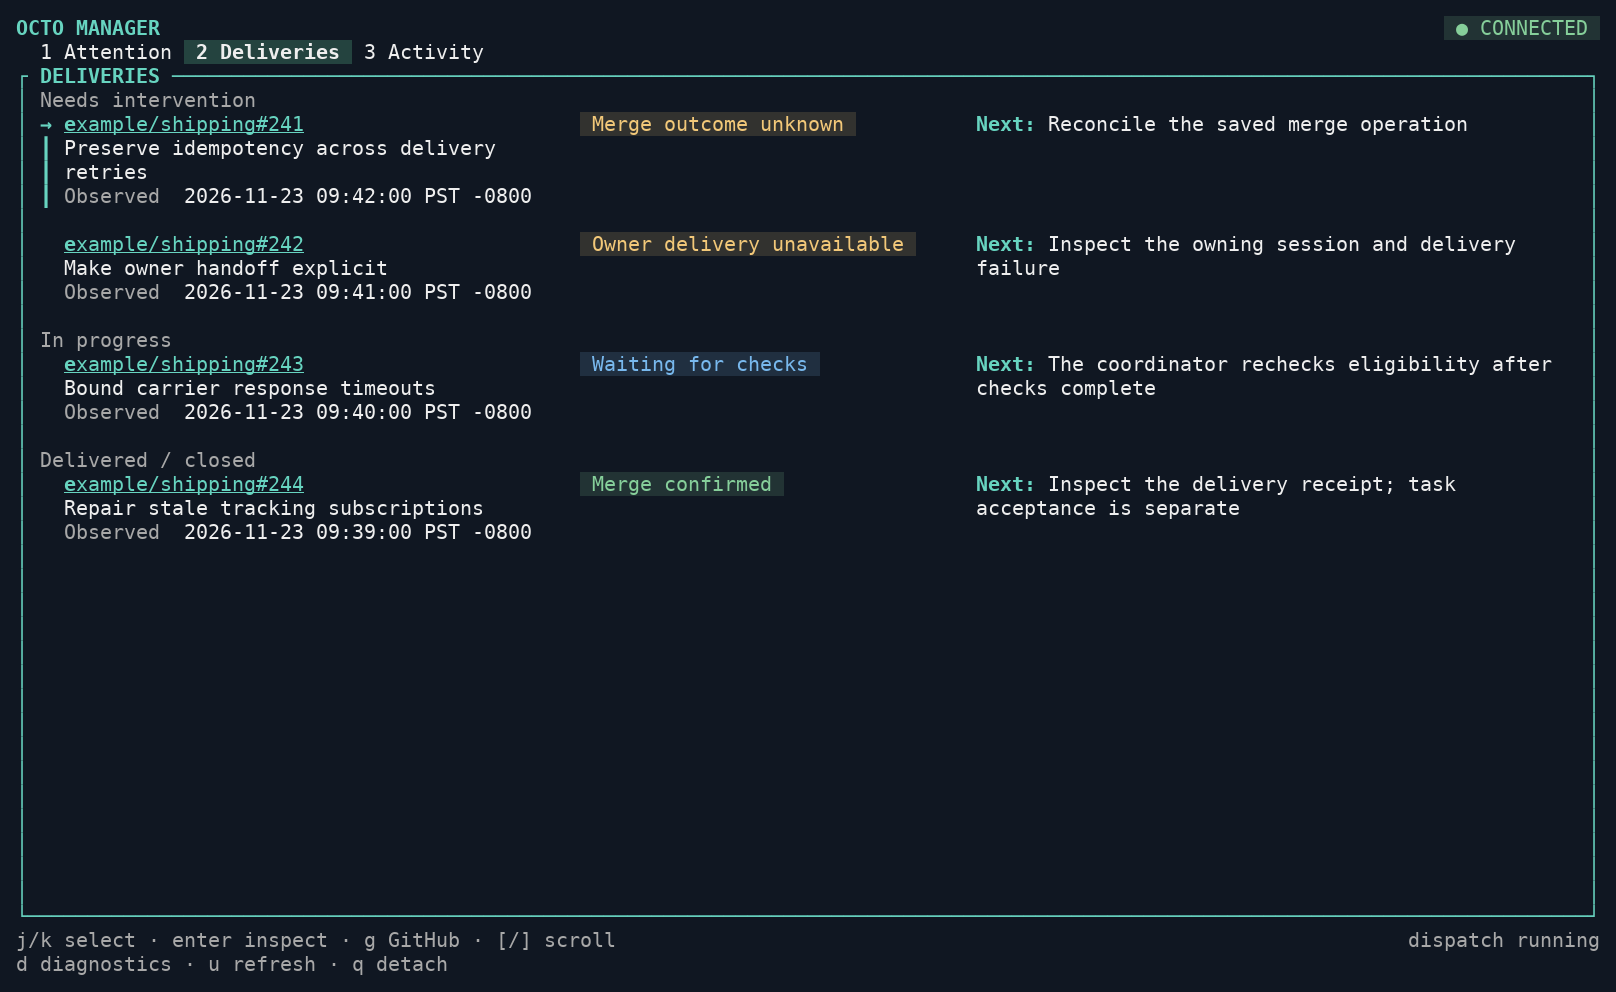 OCTO MANAGER ● CONNECTED
1 Attention 2 Deliveries 3 Activity
DELIVERIES
Needs intervention
→ example/shipping#241 Merge outcome unknown Next: Reconcile the saved merge operation
Preserve idempotency across delivery
retries
Observed 2026-11-23 09:42:00 PST -0800
example/shipping#242 Owner delivery unavailable Next: Inspect the owning session and delivery
Make owner handoff explicit failure
Observed 2026-11-23 09:41:00 PST -0800
In progress
example/shipping#243 Waiting for checks Next: The coordinator rechecks eligibility after
Bound carrier response timeouts checks complete
Observed 2026-11-23 09:40:00 PST -0800
Delivered / closed
example/shipping#244 Merge confirmed Next: Inspect the delivery receipt; task
Repair stale tracking subscriptions acceptance is separate
Observed 2026-11-23 09:39:00 PST -0800
j/k select · enter inspect · g GitHub · [/] scroll dispatch running
d diagnostics · u refresh · q detach